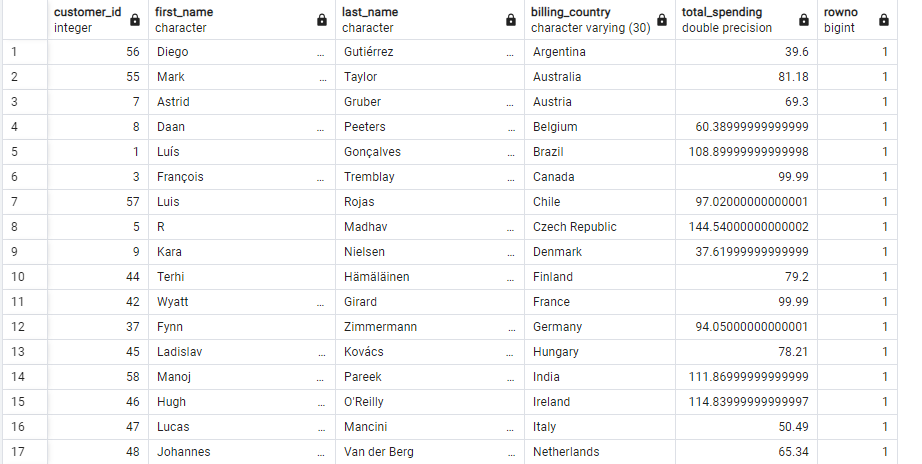 customer_id first_name last_name billing_country total_spending rowno
integer character character character varying (30) double precision bigint
1 56 Diego ... Gutiérrez ... Argentina 39.6 1
2 55 Mark ... Taylor Australia 81.18 1
3 7 Astrid Gruber ... Austria 69.3 1
4 8 Daan ... Peeters ... Belgium 60.38999999999999 1
5 1 Luís Gonçalves ... Brazil 108.89999999999998 1
6 3 François ... Tremblay ... Canada 99.99 1
7 57 Luis Rojas Chile 97.02000000000001 1
8 5 R Madhav ... Czech Republic 144.54000000000002 1
9 9 Kara Nielsen ... Denmark 37.61999999999999 1
10 44 Terhi Hämäläinen ... Finland 79.2 1
11 42 Wyatt ... Girard France 99.99 1
12 37 Fynn Zimmermann ... Germany 94.05000000000001 1
13 45 Ladislav ... Kovács ... Hungary 78.21 1
14 58 Manoj ... Pareek ... India 111.86999999999999 1
15 46 Hugh ... O'Reilly Ireland 114.83999999999997 1
16 47 Lucas ... Mancini ... Italy 50.49 1
17 48 Johannes ... Van der Berg ... Netherlands 65.34 1